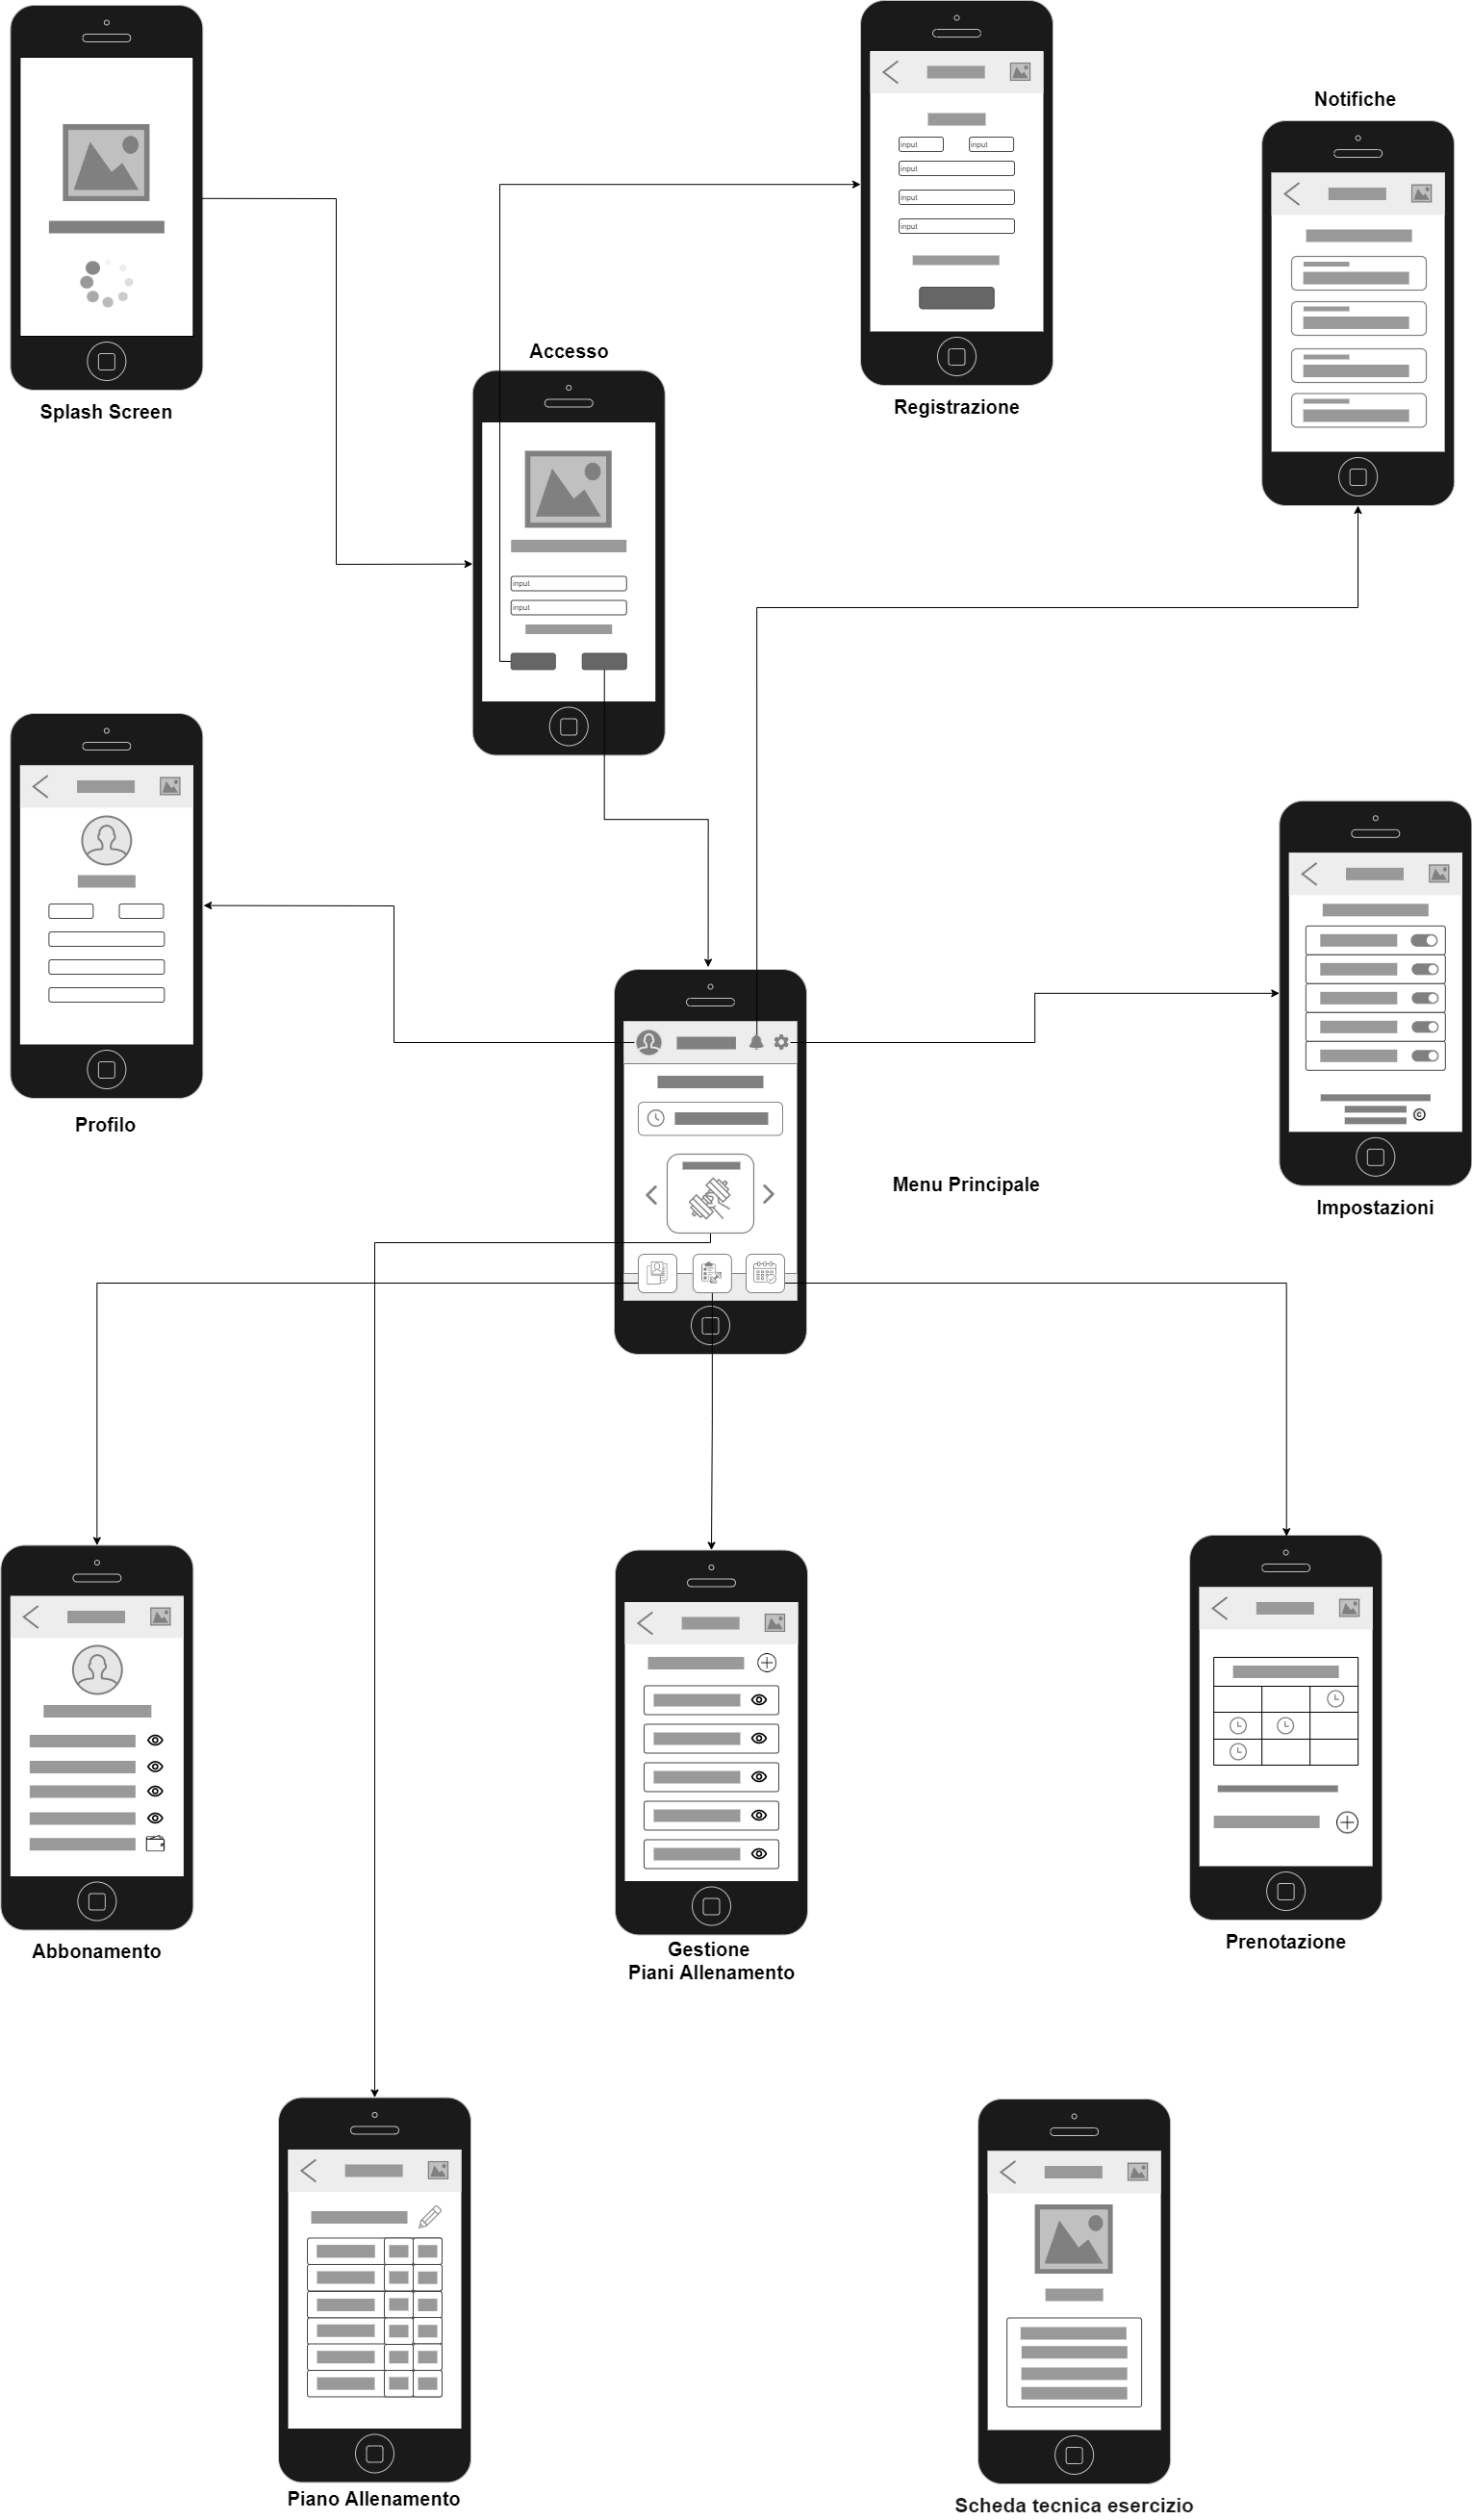 Notifiche
input
input
input
input
input
Accesso
Splash Screen
Registrazione
input
input
Profilo
Menu Principale
Impostazioni
Abbonamento
Gestione
Piani Allenamento
Prenotazione
Piano Allenamento
Scheda tecnica esercizio